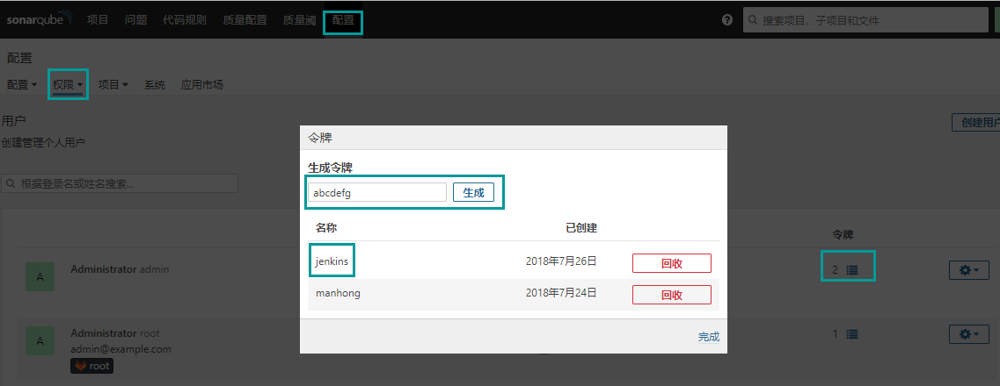 sonarqube 项目 问题 代码规则 质量配置 质量阈 配置 ? 搜索项目、子项目和文件
配置
配置 权限 项目 系统 应用市场
用户
创建用户
创建管理个人用户
根据登录名或姓名搜索...
令牌
生成令牌
abcdefg 生成
名称 已创建
jenkins 2018年7月26日 回收
manhong 2018年7月24日 回收
完成
令牌
A Administrator admin 2
A Administrator root 1
admin@example.com
root